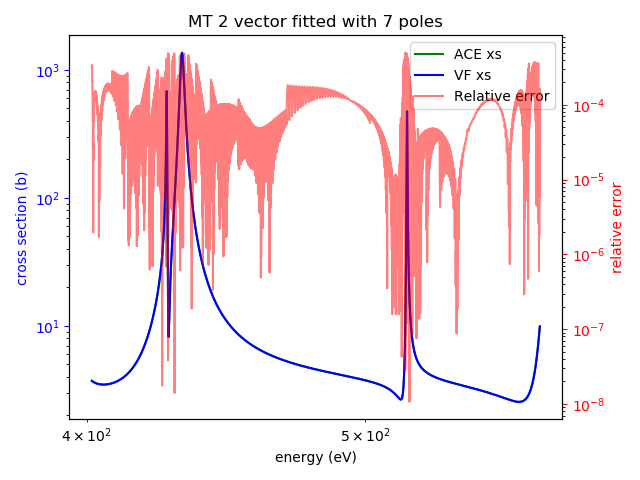 MT 2 vector fitted with 7 poles
ACE xs
VF xs
Relative error
10³
10²
10¹
cross section (b)
10⁻⁴
10⁻⁵
10⁻⁶
10⁻⁷
10⁻⁸
relative error
4 × 10² 5 × 10²
energy (eV)